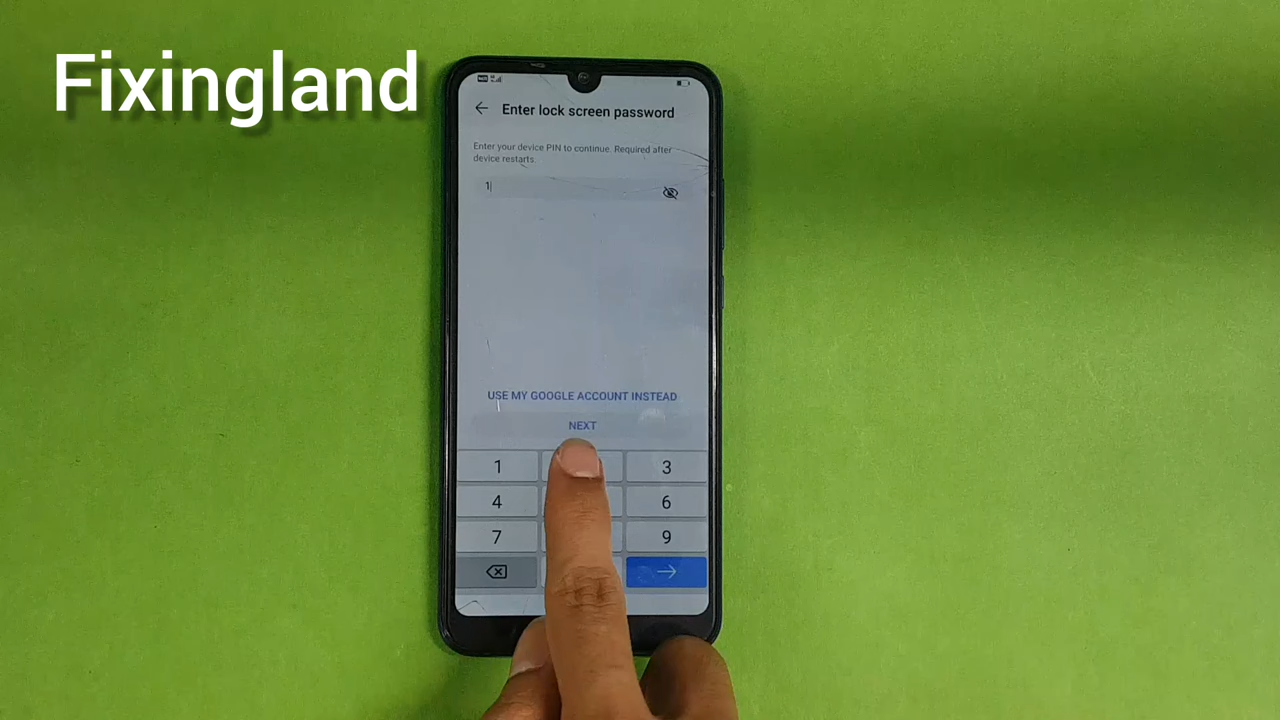 Fixingland
Enter lock screen password
Enter your device PIN to continue. Required after
device restarts.
1
USE MY GOOGLE ACCOUNT INSTEAD
NEXT
1
3
4
6
7
9